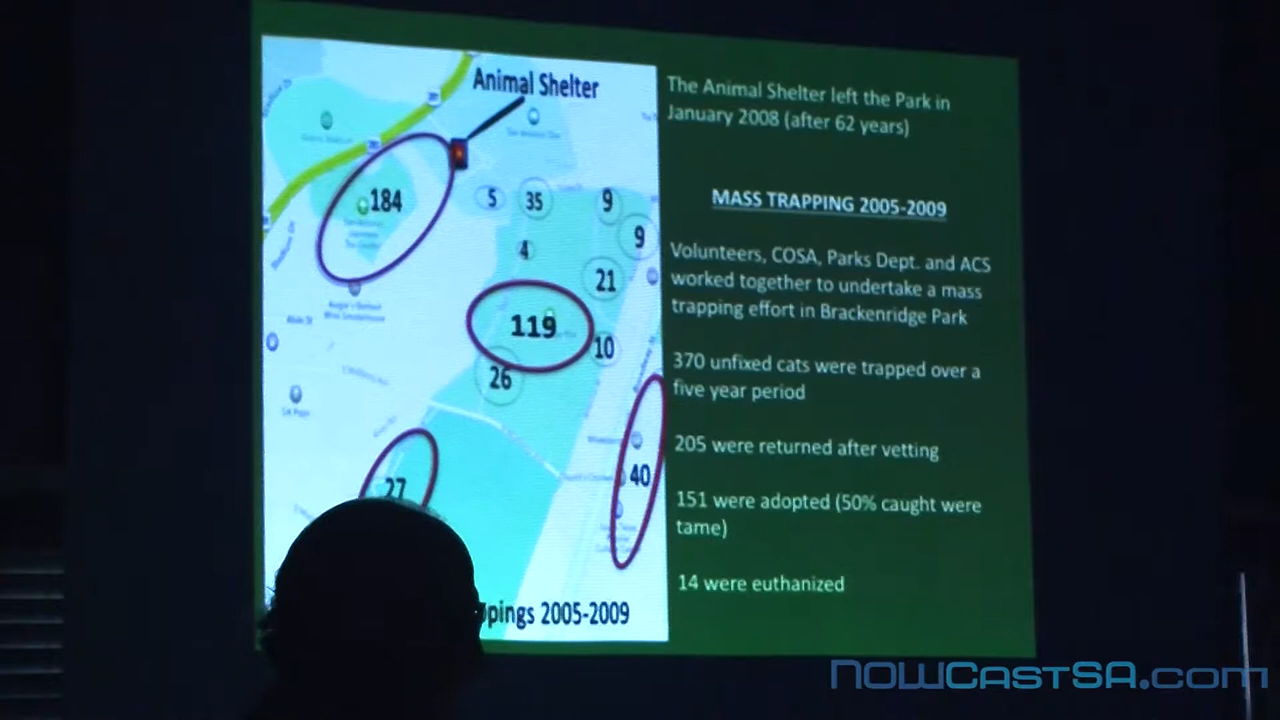 Animal Shelter
184
5
35
9
9
4
21
119
10
26
27
40
pings 2005-2009
The Animal Shelter left the Park in
January 2008 (after 62 years)
MASS TRAPPING 2005-2009
Volunteers, COSA, Parks Dept. and ACS
worked together to undertake a mass
trapping effort in Brackenridge Park
370 unfixed cats were trapped over a
five year period
205 were returned after vetting
151 were adopted (50% caught were
tame)
14 were euthanized
NOWCASTSA.com